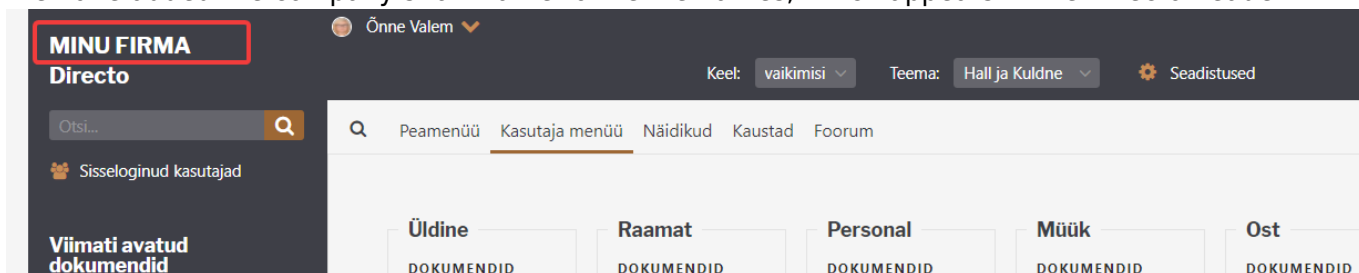 MINU FIRMA
Directo
Õnne Valem
Keel: vaikimisi Teema: Hall ja Kuldne Seadistused
Otsi...
Peamenüü Kasutaja menüü Näidikud Kaustad Foorum
Sisseloginud kasutajad
Viimati avatud
dokumendid
Üldine Raamat Personal Müük Ost
DOKUMENDID DOKUMENDID DOKUMENDID DOKUMENDID DOKUMENDID